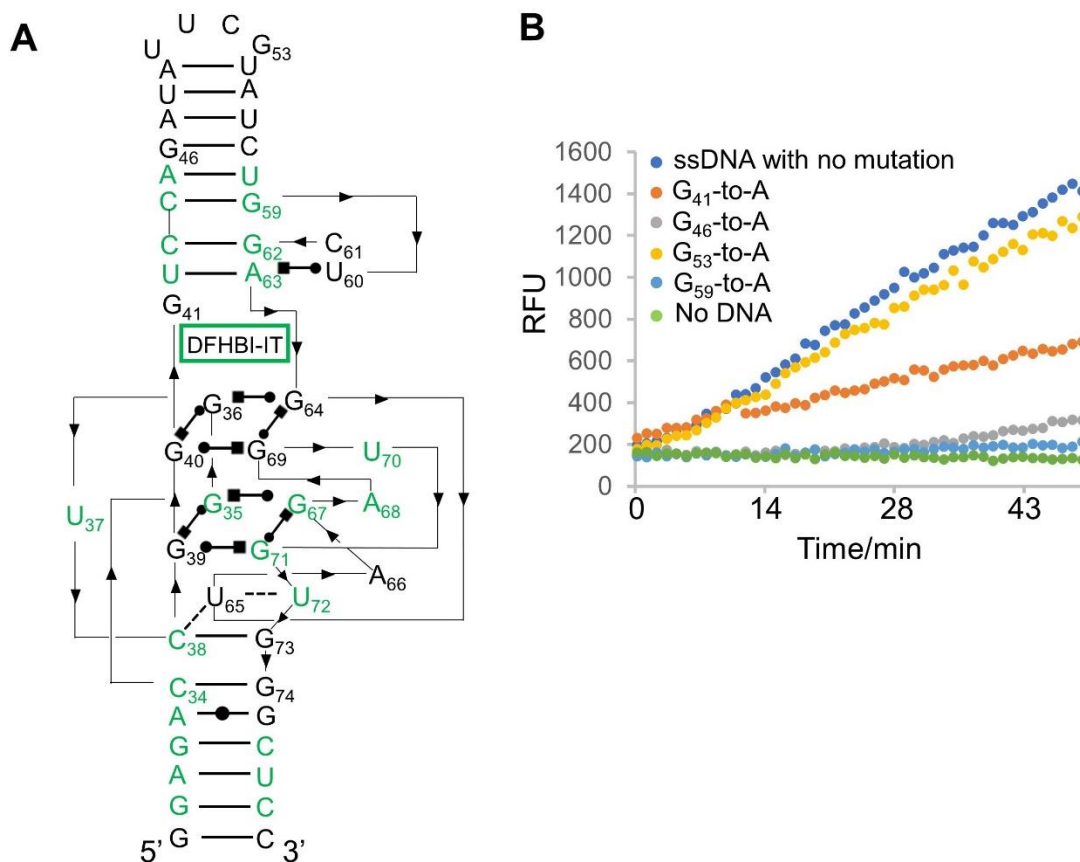 A
U C
U G53
A U
U A
A U
G46 C
A U
C G59
C G62 C61
U A63 U60
G41
DFHBI-IT
G36 G64
G40 G69 U70
G35 G67 A68
U37
G39 G71
A66
U65 U72
C38 G73
C34 G74
A G
G C
A U
G C
5' G C 3'
B
1600
1400
1200
1000
800
600
400
200
0
RFU
ssDNA with no mutation
G41-to-A
G46-to-A
G53-to-A
G59-to-A
No DNA
0 14 28 43
Time/min